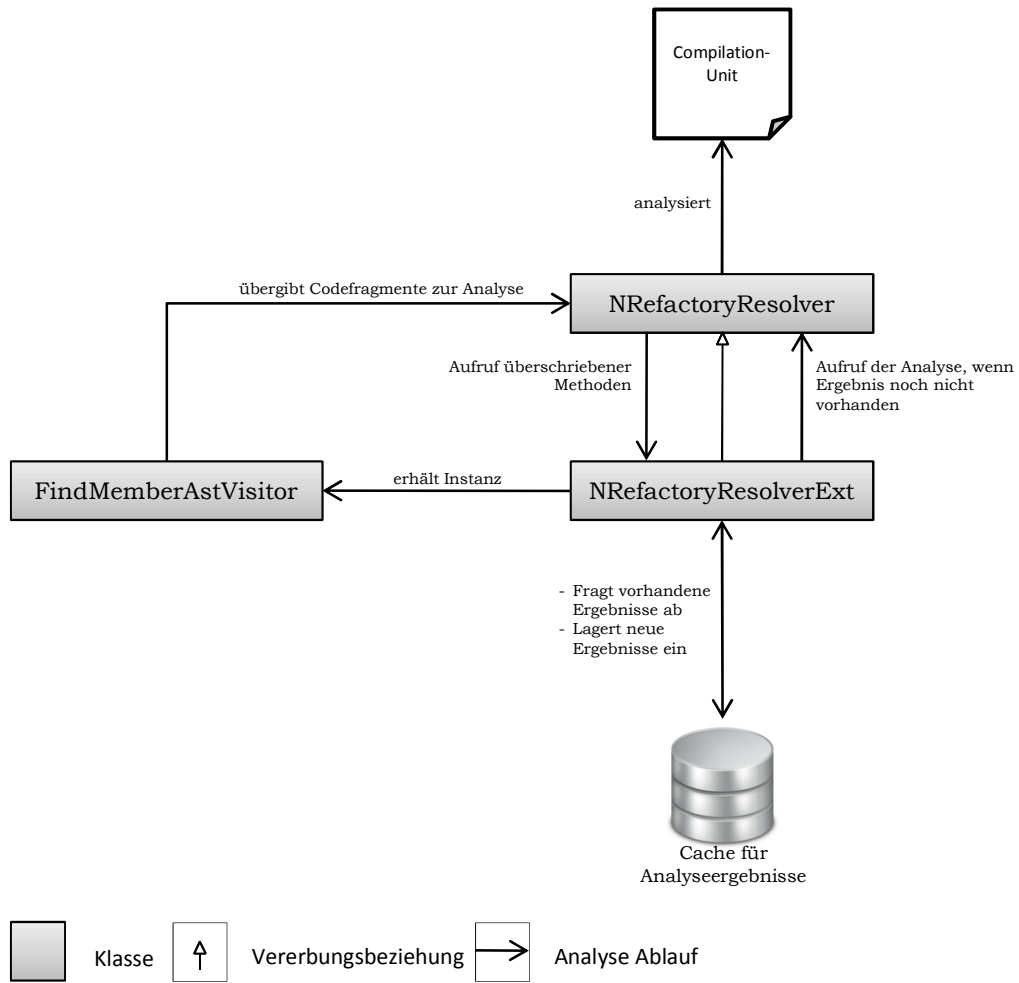 Compilation-
Unit
analysiert
übergibt Codefragmente zur Analyse
NRefactoryResolver
Aufruf überschriebener
Methoden
Aufruf der Analyse, wenn
Ergebnis noch nicht
vorhanden
FindMemberAstVisitor
erhält Instanz
NRefactoryResolverExt
- Fragt vorhandene
Ergebnisse ab
- Lagert neue
Ergebnisse ein
Cache für
Analyseergebnisse
Klasse
Vererbungsbeziehung
Analyse Ablauf